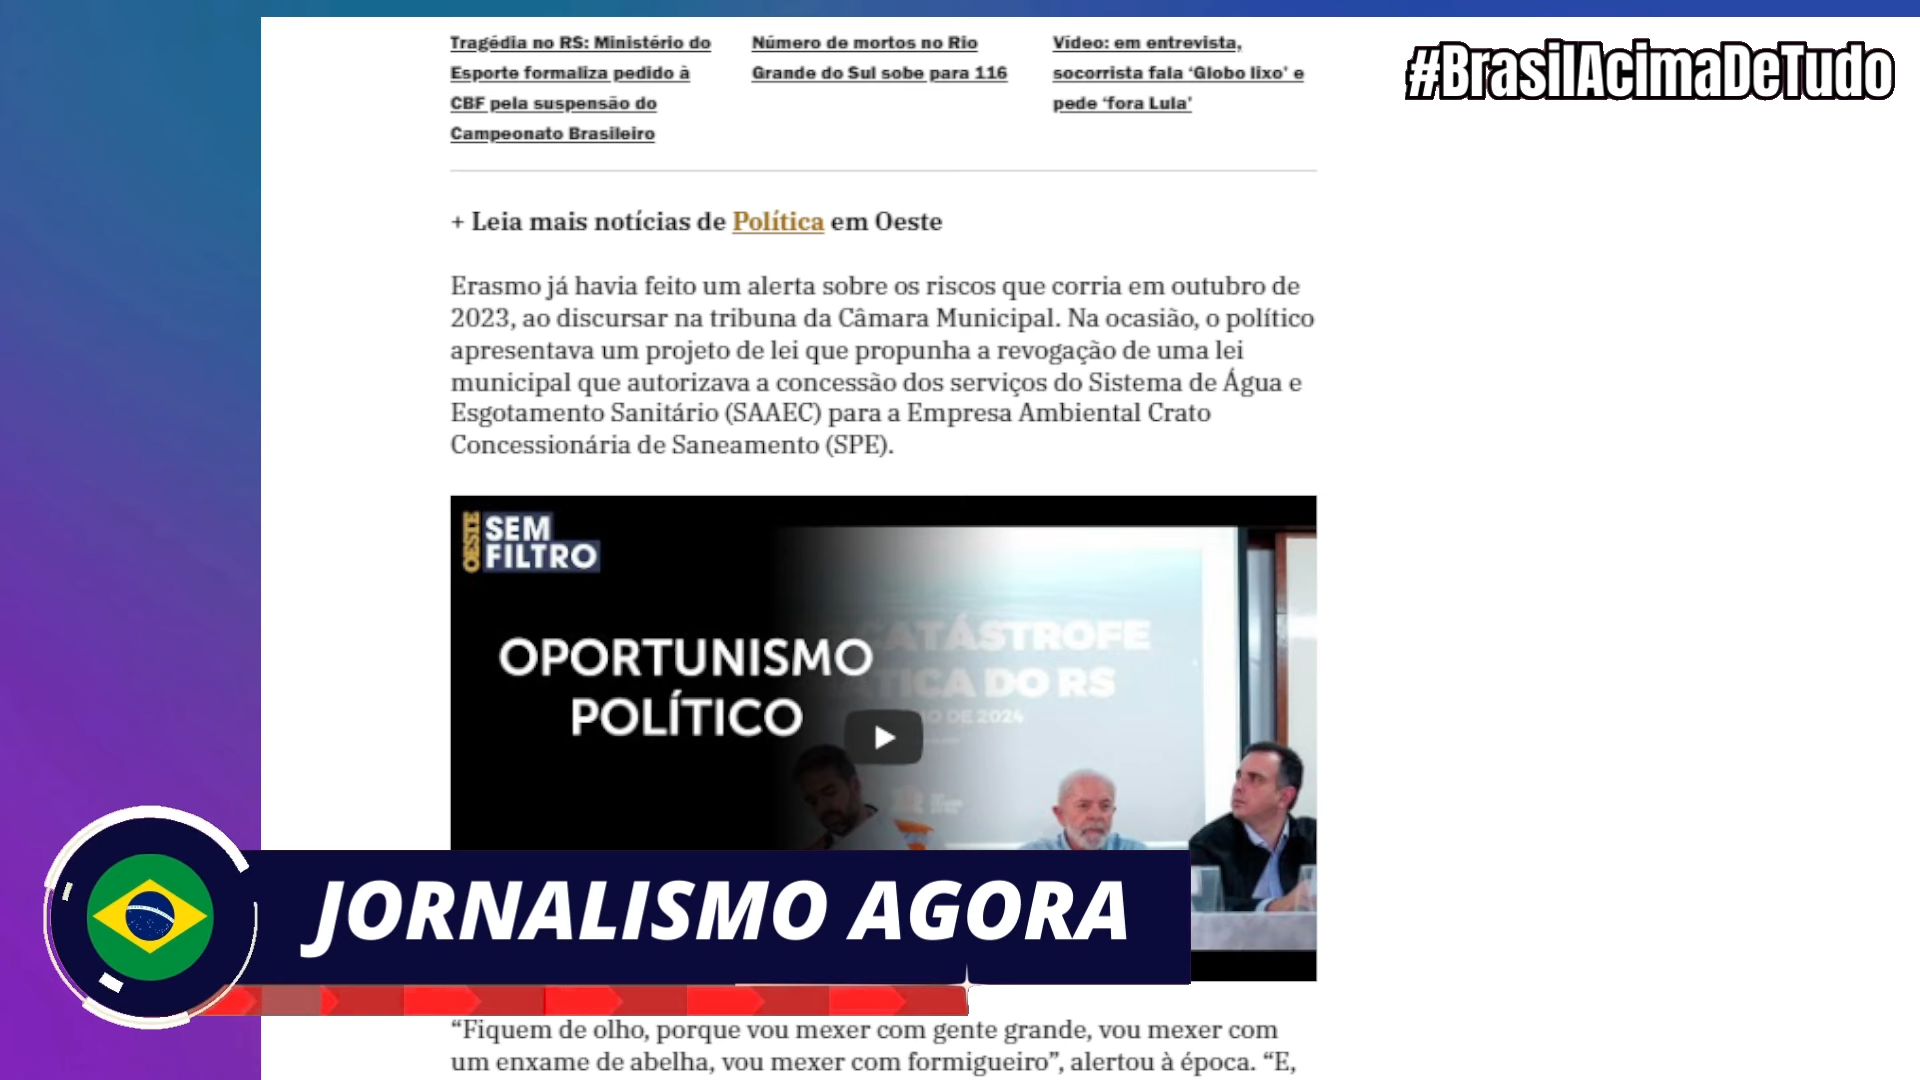 Tragédia no RS: Ministério do
Esporte formaliza pedido à
CBF pela suspensão do
Campeonato Brasileiro
Número de mortos no Rio
Grande do Sul sobe para 116
Vídeo: em entrevista,
socorrista fala ‘Globo lixo’ e
pede ‘fora Lula’
#BrasilAcimaDeTudo
+ Leia mais notícias de Política em Oeste
Erasmo já havia feito um alerta sobre os riscos que corria em outubro de
2023, ao discursar na tribuna da Câmara Municipal. Na ocasião, o político
apresentava um projeto de lei que propunha a revogação de uma lei
municipal que autorizava a concessão dos serviços do Sistema de Água e
Esgotamento Sanitário (SAAEC) para a Empresa Ambiental Crato
Concessionária de Saneamento (SPE).
OESTE
SEM
FILTRO
OPORTUNISMO
POLÍTICO
CATÁSTROFE
DO RS
DE 2024
JORNALISMO AGORA
“Fiquem de olho, porque vou mexer com gente grande, vou mexer com
um enxame de abelha, vou mexer com formigueiro”, alertou à época. “E,